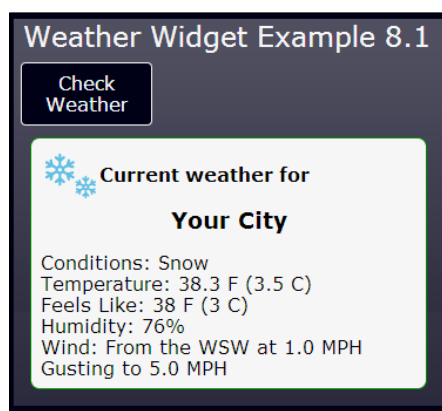 Weather Widget Example 8.1
Check
Weather
Current weather for
Your City
Conditions: Snow
Temperature: 38.3 F (3.5 C)
Feels Like: 38 F (3 C)
Humidity: 76%
Wind: From the WSW at 1.0 MPH
Gusting to 5.0 MPH